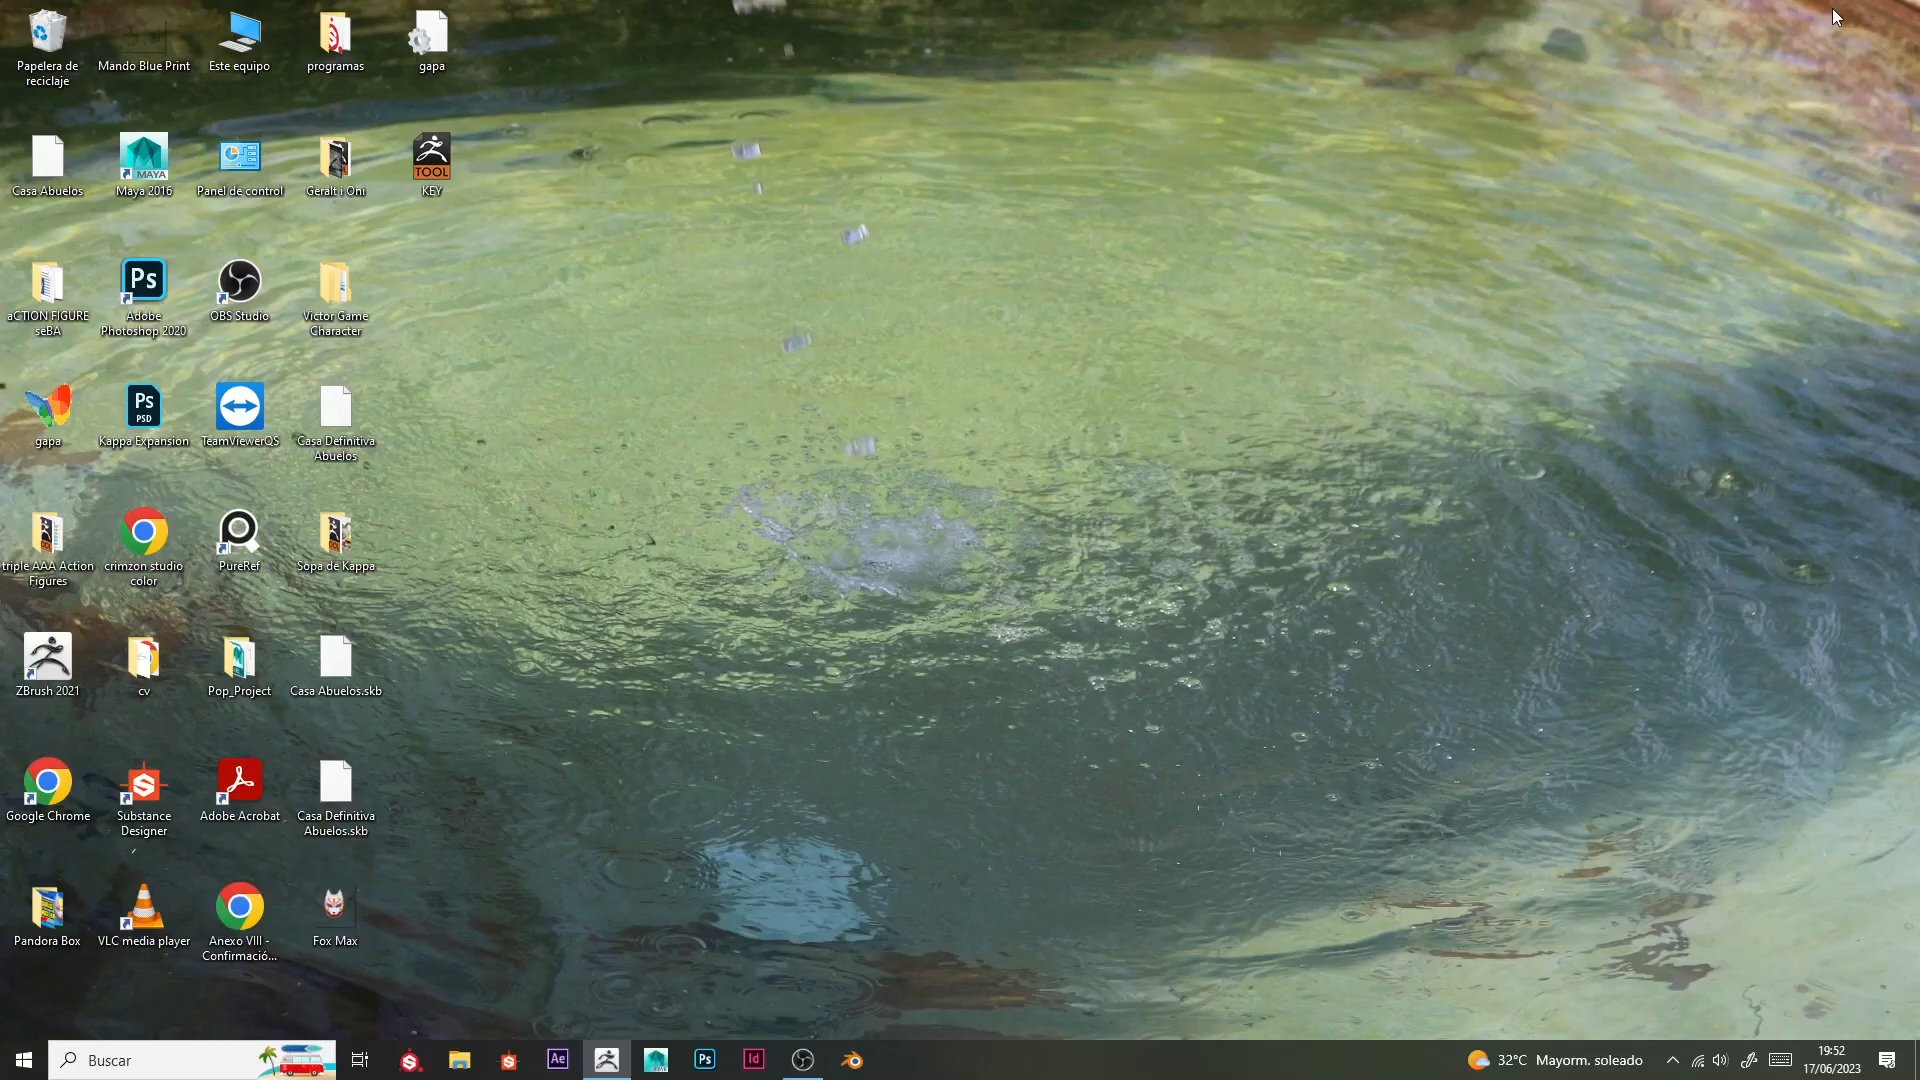 Papelera de
reciclaje
Mando Blue Print
Este equipo
programas
gapa
Casa Abuelos
MAYA
Maya 2016
Panel de control
Geralt i Oni
TOOL
KEY
aCTION FIGURE
seBA
Ps
Adobe
Photoshop 2020
OBS Studio
Victor Game
Character
gapa
Ps
PSD
Kappa Expansion
TeamViewerQS
Casa Definitiva
Abuelos
triple AAA Action
Figures
crimzon studio
color
PureRef
Sopa de Kappa
ZBrush 2021
cv
Pop_Project
Casa Abuelos.skb
Google Chrome
Substance
Designer
Adobe Acrobat
Casa Definitiva
Abuelos.skb
Pandora Box
VLC media player
Anexo VIII -
Confirmació...
Fox Max
Buscar
Ae
Ps
Id
32°C Mayorm. soleado
19:52
17/06/2023